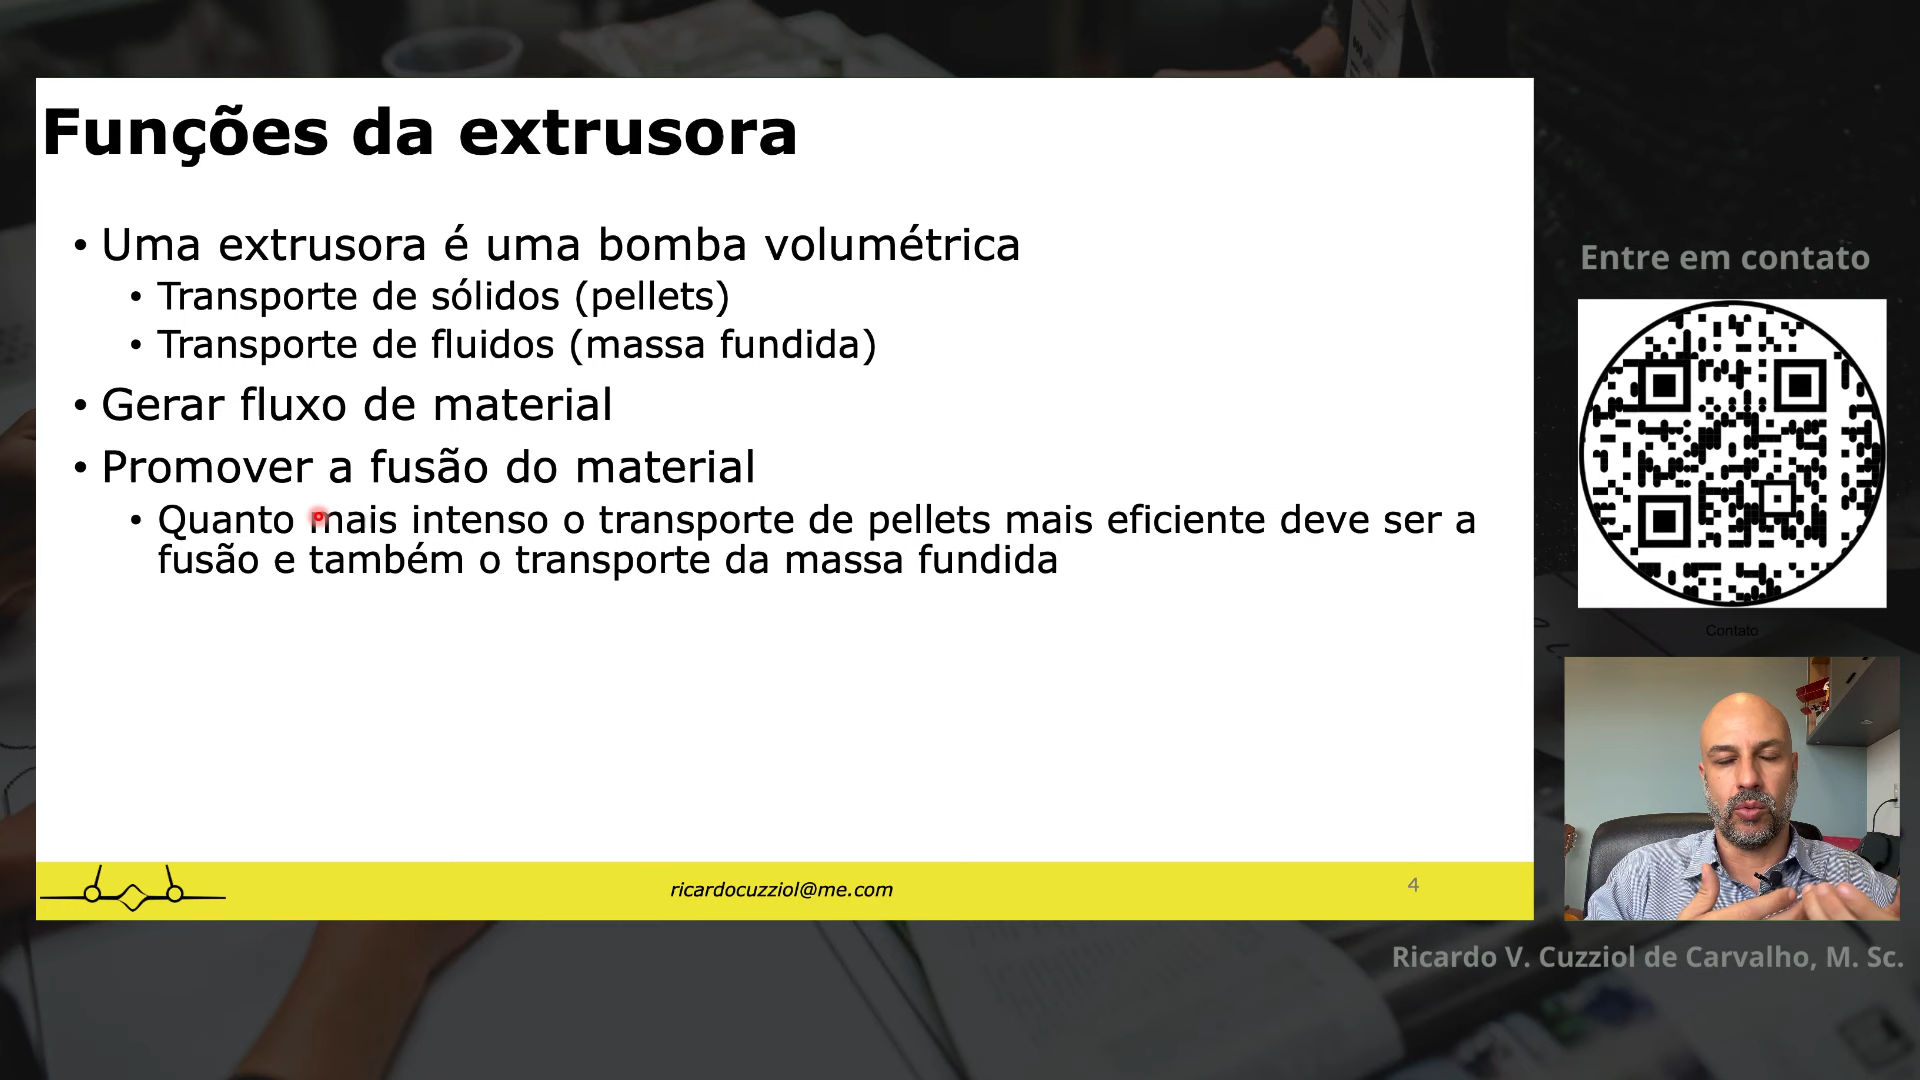 Funções da extrusora
• Uma extrusora é uma bomba volumétrica
• Transporte de sólidos (pellets)
• Transporte de fluidos (massa fundida)
• Gerar fluxo de material
• Promover a fusão do material
• Quanto mais intenso o transporte de pellets mais eficiente deve ser a
fusão e também o transporte da massa fundida
ricardocuzziol@me.com
4
Entre em contato
Contato
Ricardo V. Cuzziol de Carvalho, M. Sc.